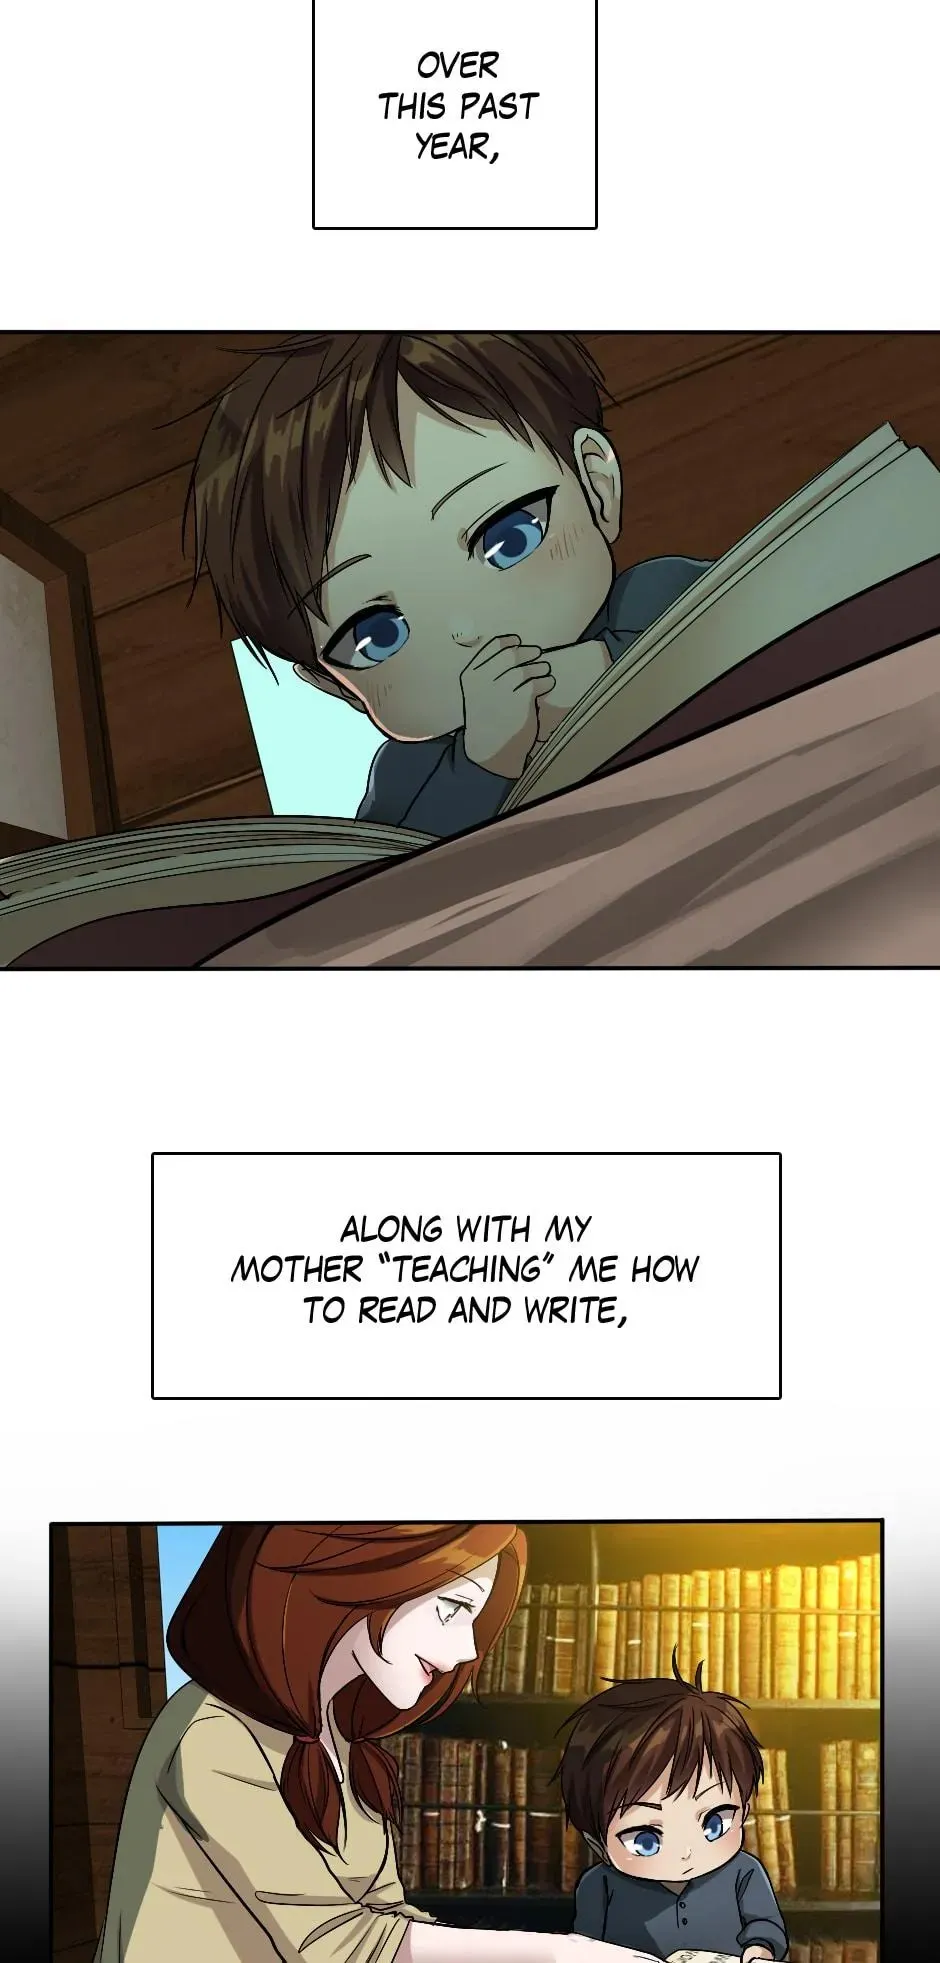 OVER
THIS PAST
YEAR,
ALONG WITH MY
MOTHER "TEACHING" ME HOW
TO READ AND WRITE,